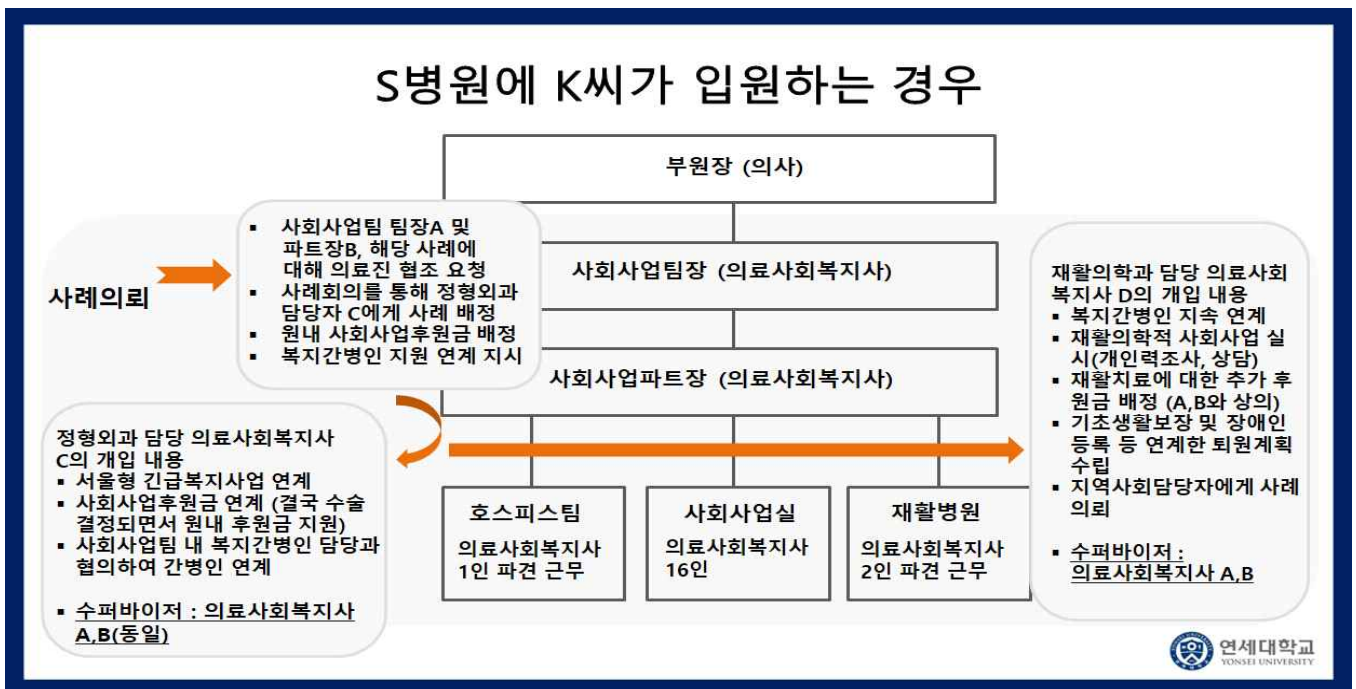 S병원에 K씨가 입원하는 경우
부원장 (의사)
사회사업팀장 (의료사회복지사)
사회사업파트장 (의료사회복지사)
사례의뢰
▪ 사회사업팀 팀장A 및
파트장B, 해당 사례에
대해 의료진 협조 요청
▪ 사례회의를 통해 정형외과
담당자 C에게 사례 배정
▪ 원내 사회사업후원금 배정
▪ 복지간병인 지원 연계 지시
정형외과 담당 의료사회복지사
C의 개입 내용
▪ 서울형 긴급복지사업 연계
▪ 사회사업후원금 연계 (결국 수술
결정되면서 원내 후원금 지원)
▪ 사회사업팀 내 복지간병인 담당과
협의하여 간병인 연계
▪ 수퍼바이저 : 의료사회복지사
A,B(동일)
호스피스팀
의료사회복지사
1인 파견 근무
사회사업실
의료사회복지사
16인
재활병원
의료사회복지사
2인 파견 근무
재활의학과 담당 의료사회
복지사 D의 개입 내용
▪ 복지간병인 지속 연계
▪ 재활의학적 사회사업 실
시(개인력조사, 상담)
▪ 재활치료에 대한 추가 후
원금 배정 (A,B와 상의)
▪ 기초생활보장 및 장애인
등록 등 연계한 퇴원계획
수립
▪ 지역사회담당자에게 사례
의뢰
▪ 수퍼바이저 :
의료사회복지사 A,B
연세대학교
YONSEI UNIVERSITY